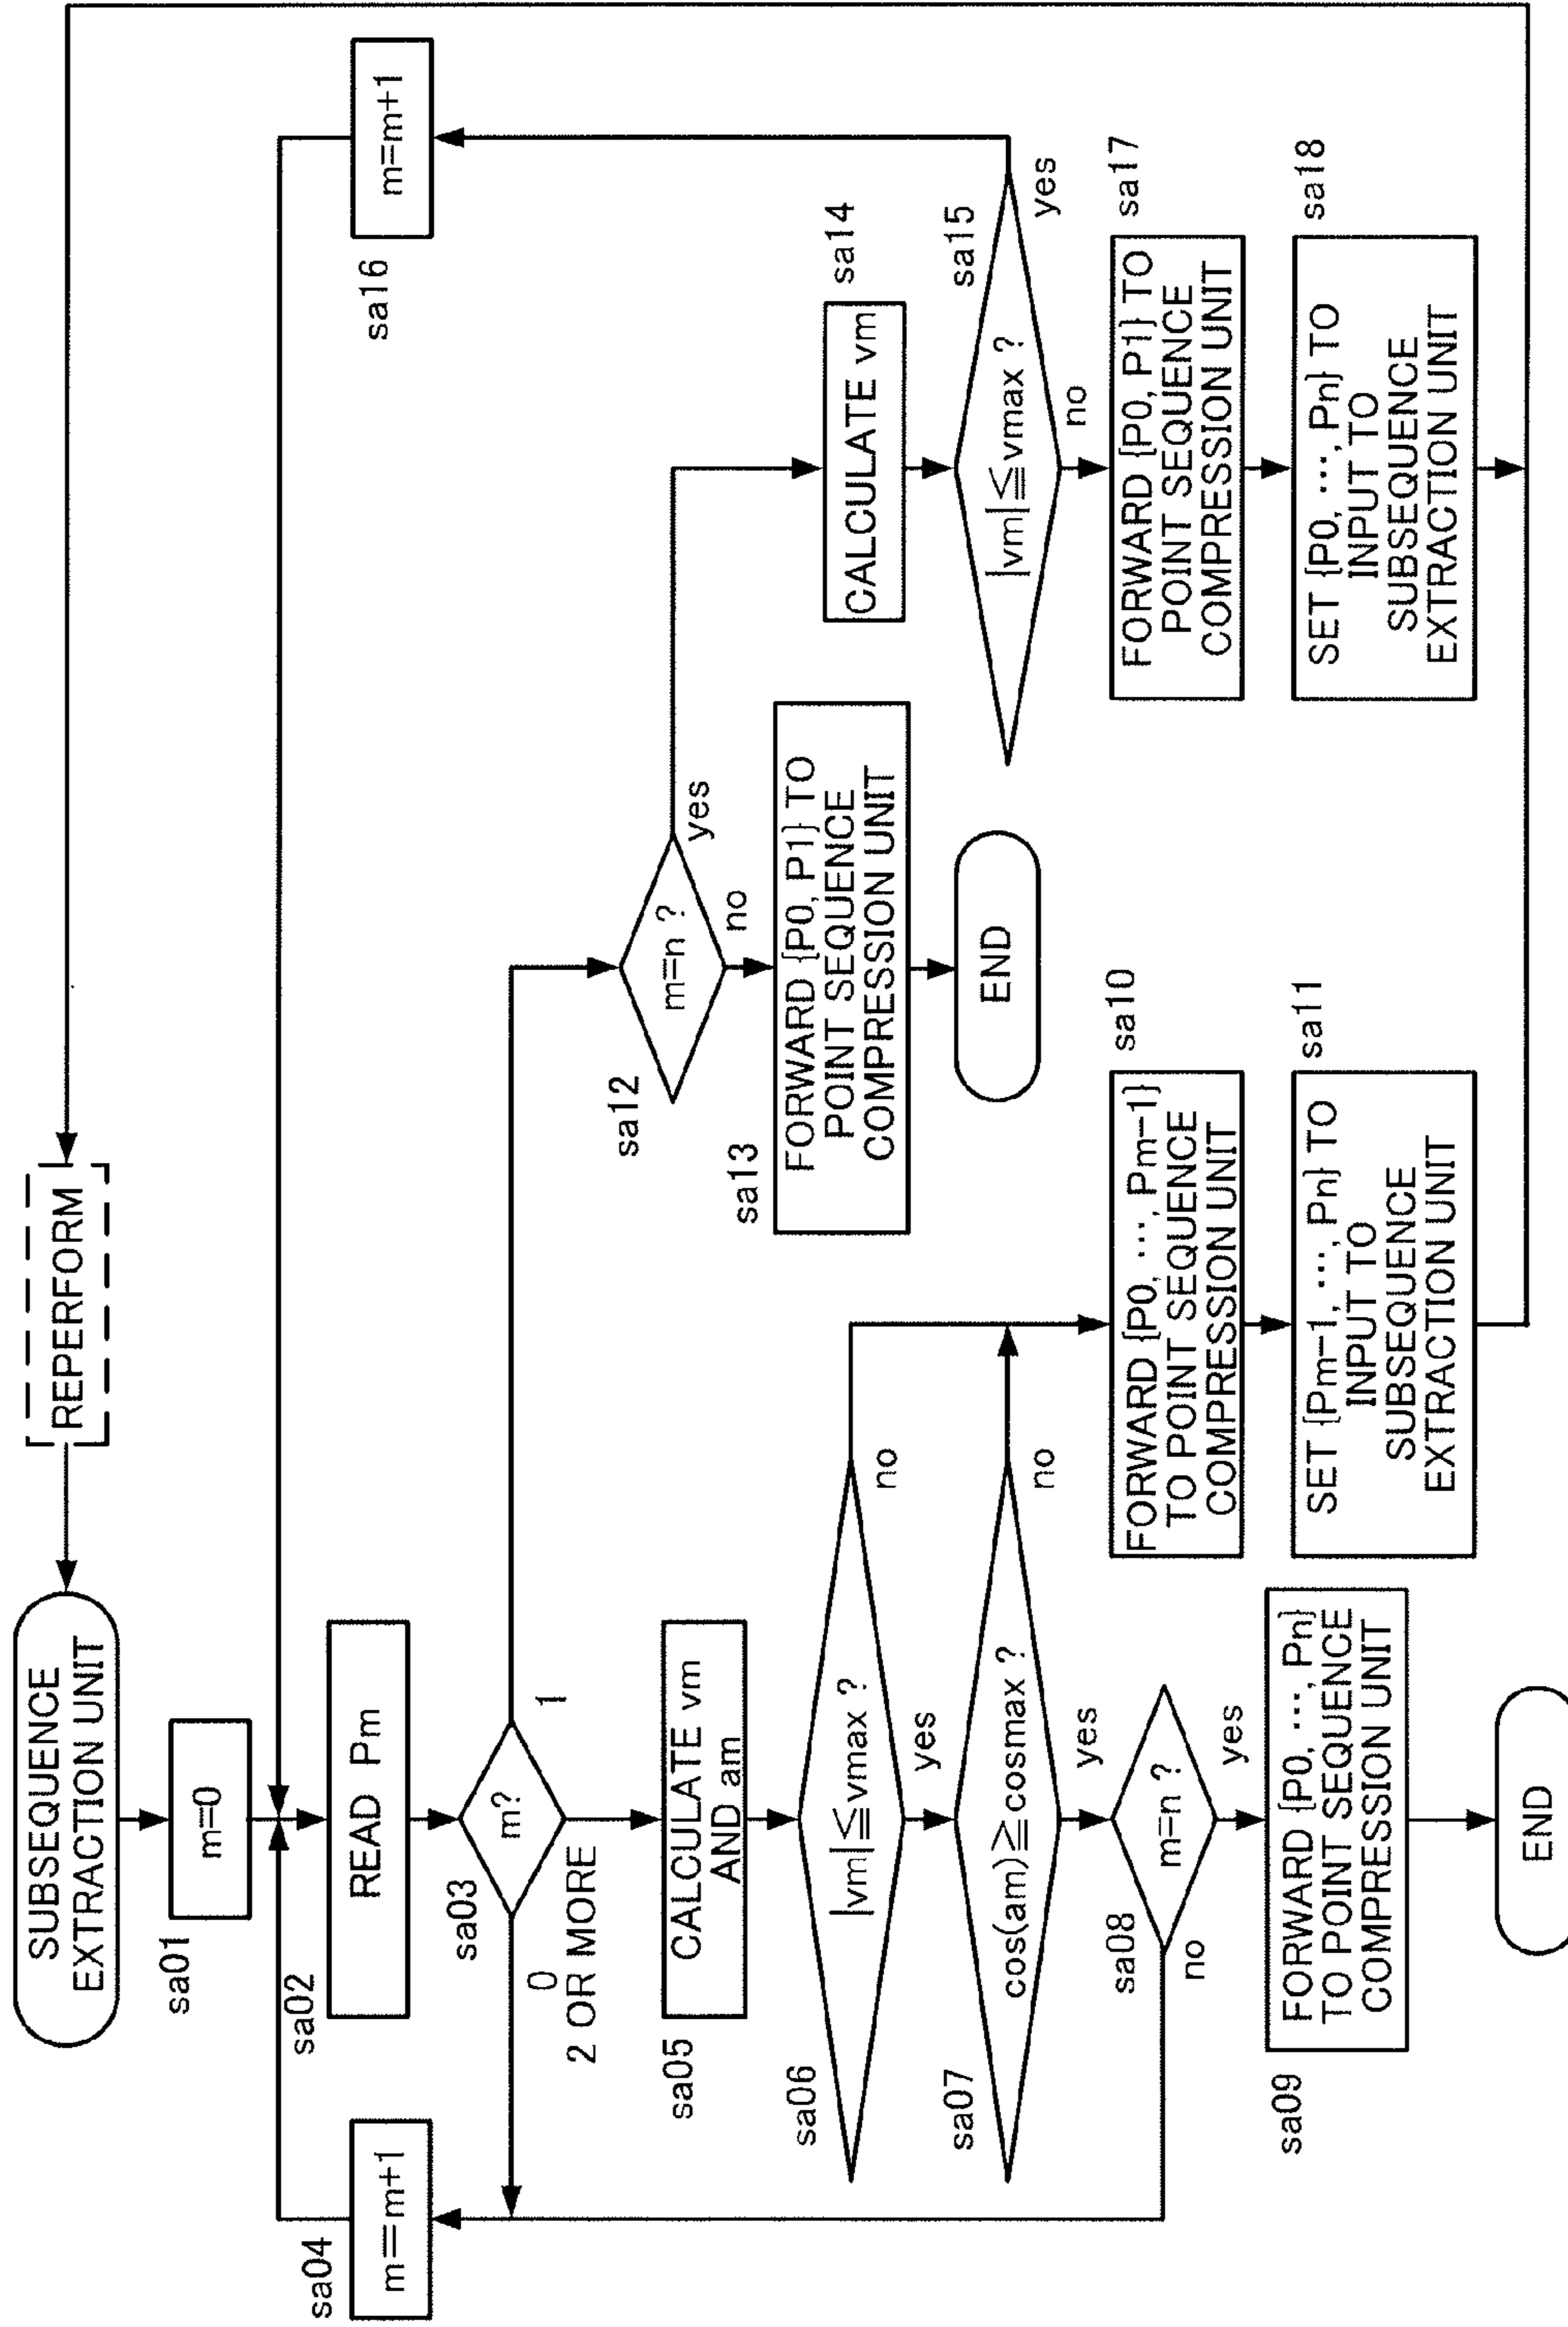 SUBSEQUENCE
EXTRACTION UNIT
REPERFORM
sa01
m=0
sa02
READ Pm
sa03
m?
0
1
2 OR MORE
sa04
m=m+1
sa16
m=m+1
sa05
CALCULATE vm
AND am
sa06
|vm|≦vmax ?
no
yes
sa07
cos(am)≧cosmax ?
no
yes
sa08
m=n ?
no
yes
sa09
FORWARD {P0, ⋯, Pn}
TO POINT SEQUENCE
COMPRESSION UNIT
END
sa10
FORWARD {P0, ⋯, Pm-1}
TO POINT SEQUENCE
COMPRESSION UNIT
sa11
SET {Pm-1, ⋯, Pn} TO
INPUT TO
SUBSEQUENCE
EXTRACTION UNIT
sa12
m=n ?
yes
no
sa13
FORWARD {P0, P1} TO
POINT SEQUENCE
COMPRESSION UNIT
END
sa14
CALCULATE vm
sa15
|vm|≦vmax ?
yes
no
sa17
FORWARD {P0, P1} TO
POINT SEQUENCE
COMPRESSION UNIT
sa18
SET {P0, ⋯, Pn} TO
INPUT TO
SUBSEQUENCE
EXTRACTION UNIT